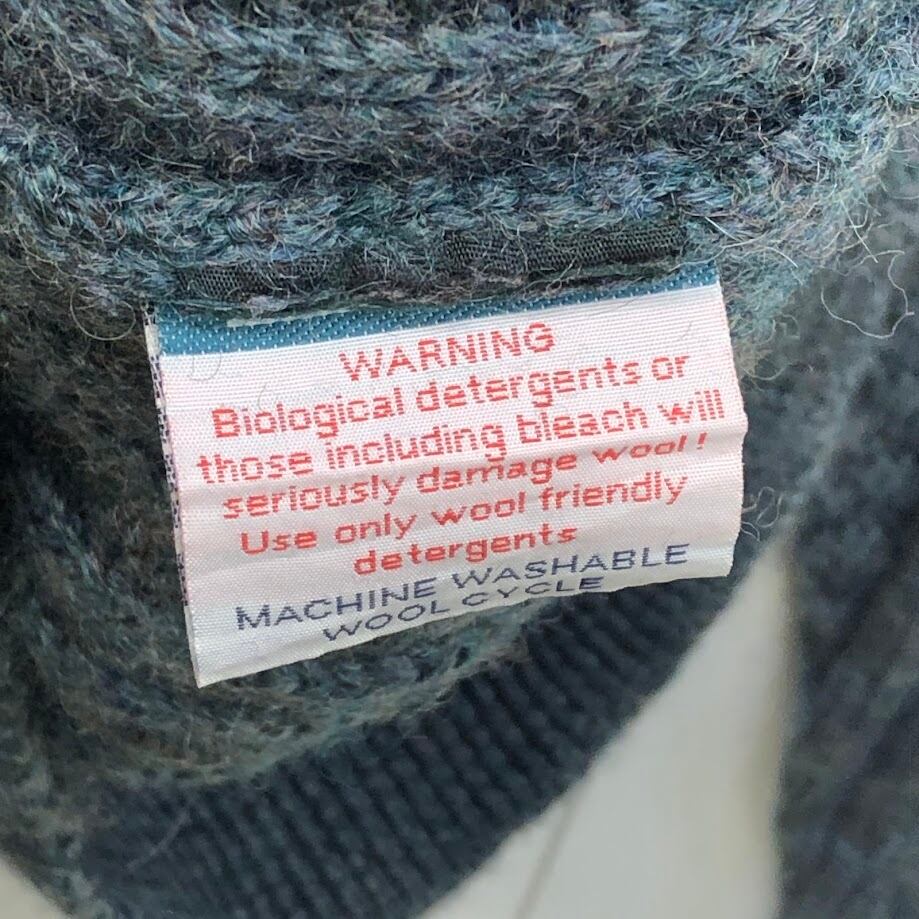 WARNING
Biological detergents or
those including bleach will
seriously damage wool!
Use only wool friendly
detergents
MACHINE WASHABLE
WOOL CYCLE